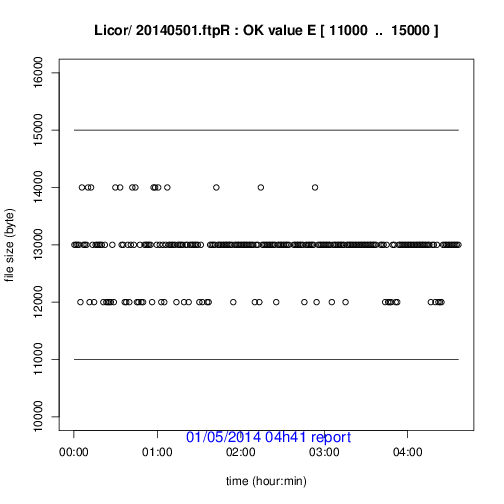 Licor/ 20140501.ftpR : OK value E [ 11000 .. 15000 ]
file size (byte)
16000
15000
14000
13000
12000
11000
10000
01/05/2014 04h41 report
00:00 01:00 02:00 03:00 04:00
time (hour:min)